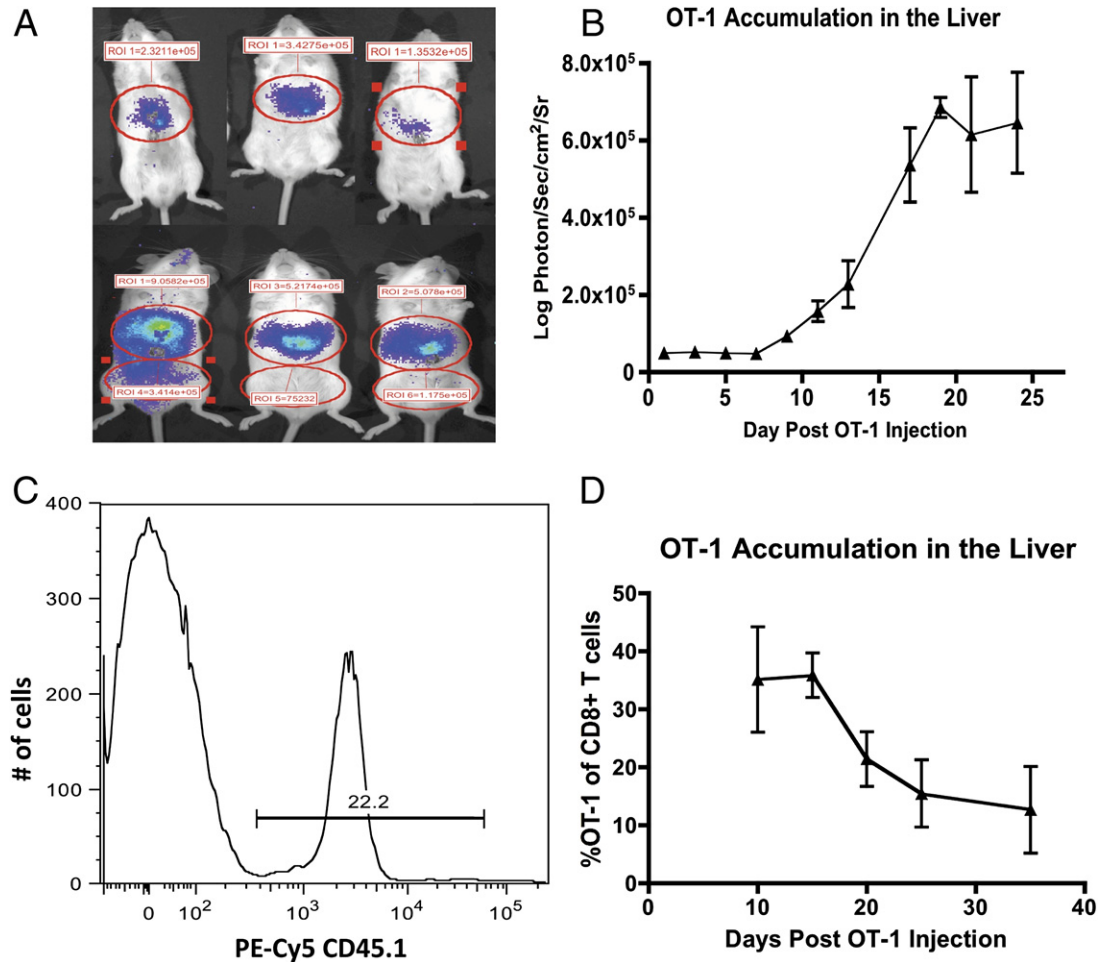 A
ROI 1=2.3211e+05
ROI 1=3.4275e+05
ROI 1=1.3532e+05
ROI 1=9.0582e+05
ROI 3=5.2174e+05
ROI 2=5.078e+05
ROI 4=3.414e+05
ROI 5=75232
ROI 6=1.175e+05
B
OT-1 Accumulation in the Liver
Log Photon/Sec/cm²/Sr
8.0x10⁵
6.0x10⁵
4.0x10⁵
2.0x10⁵
0
0 5 10 15 20 25
Day Post OT-1 Injection
C
# of cells
400
300
200
100
0
22.2
0 10² 10³ 10⁴ 10⁵
PE-Cy5 CD45.1
D
OT-1 Accumulation in the Liver
%OT-1 of CD8+ T cells
50
40
30
20
10
0
0 10 20 30 40
Days Post OT-1 Injection